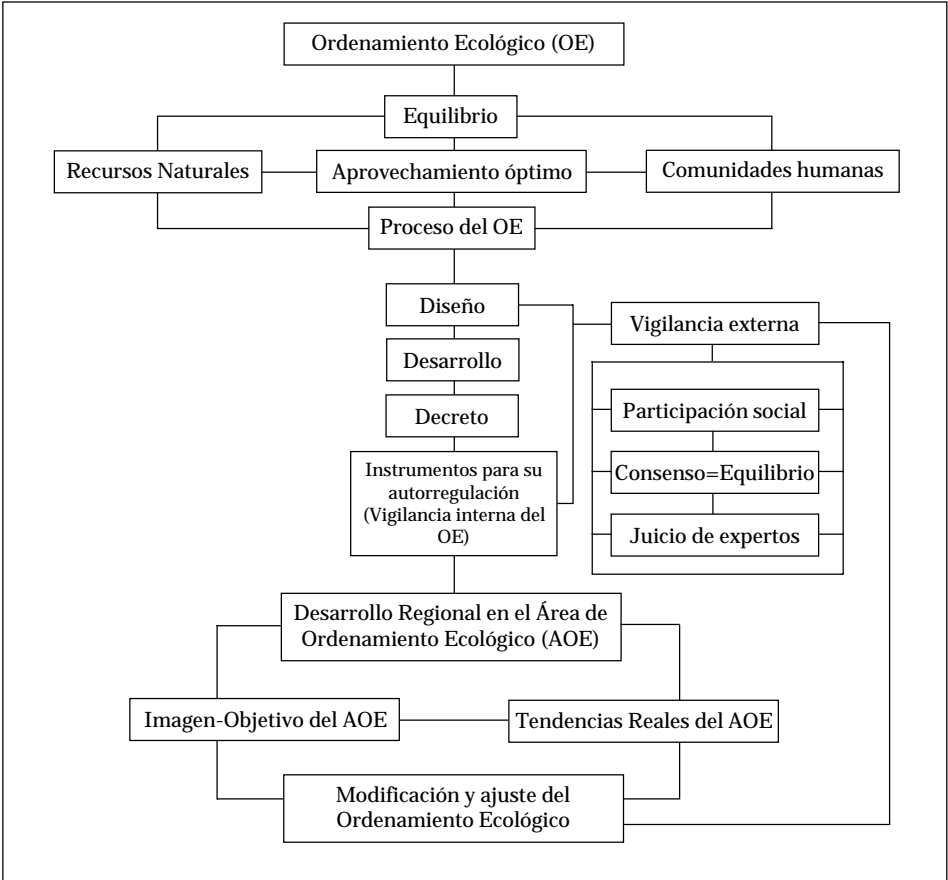 Ordenamiento Ecológico (OE)
Equilibrio
Recursos Naturales
Aprovechamiento óptimo
Comunidades humanas
Proceso del OE
Diseño
Vigilancia externa
Desarrollo
Decreto
Participación social
Instrumentos para su
autorregulación
(Vigilancia interna del
OE)
Consenso=Equilibrio
Juicio de expertos
Desarrollo Regional en el Área de
Ordenamiento Ecológico (AOE)
Imagen-Objetivo del AOE
Tendencias Reales del AOE
Modificación y ajuste del
Ordenamiento Ecológico